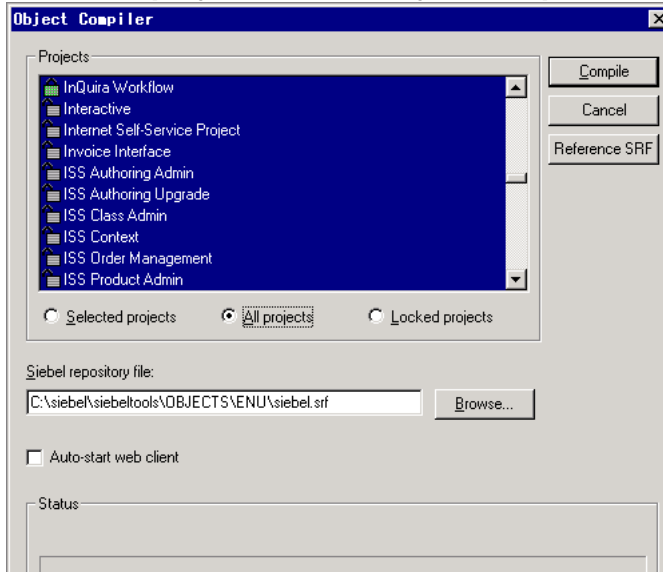 Object Compiler
Projects
InQuira Workflow
Interactive
Internet Self-Service Project
Invoice Interface
ISS Authoring Admin
ISS Authoring Upgrade
ISS Class Admin
ISS Context
ISS Order Management
ISS Product Admin
Selected projects All projects Locked projects
Compile
Cancel
Reference SRF
Siebel repository file:
C:\siebel\siebeltools\OBJECTS\ENU\siebel.srf Browse...
Auto-start web client
Status